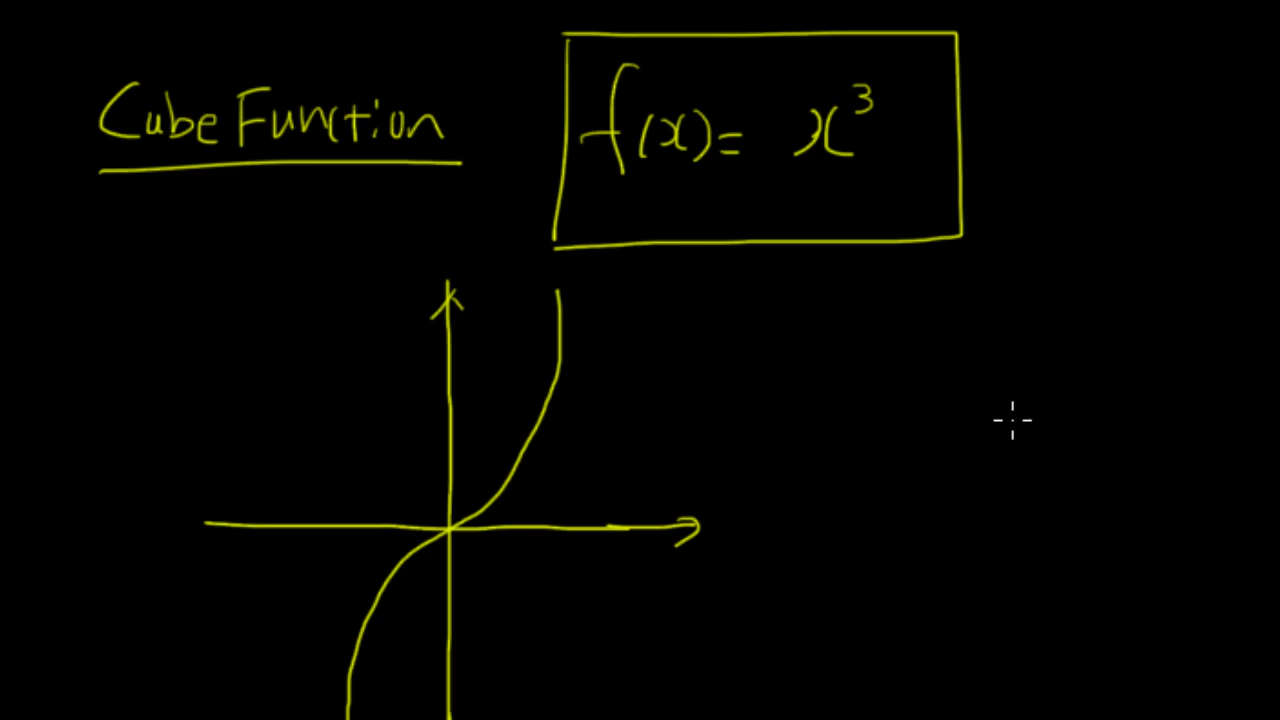 Cube Function
f(x) = x³